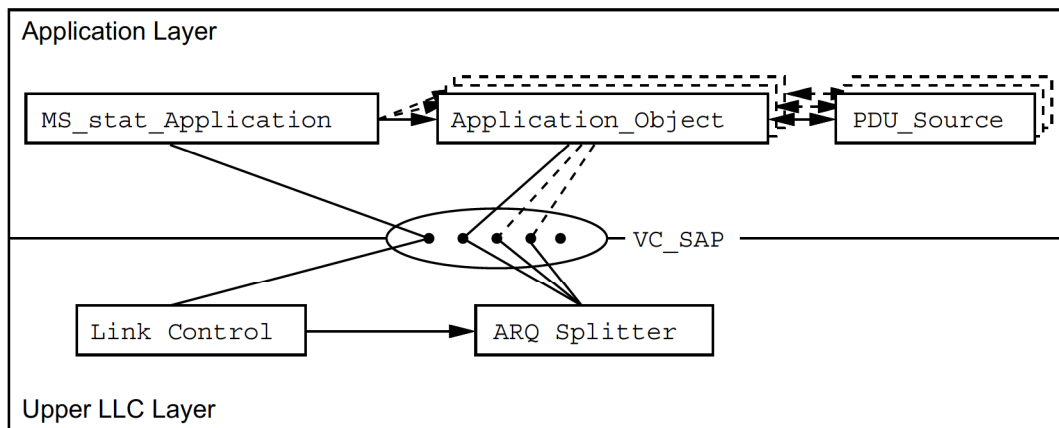 Application Layer
MS_stat_Application
Application_Object
PDU_Source
VC_SAP
Link Control
ARQ Splitter
Upper LLC Layer